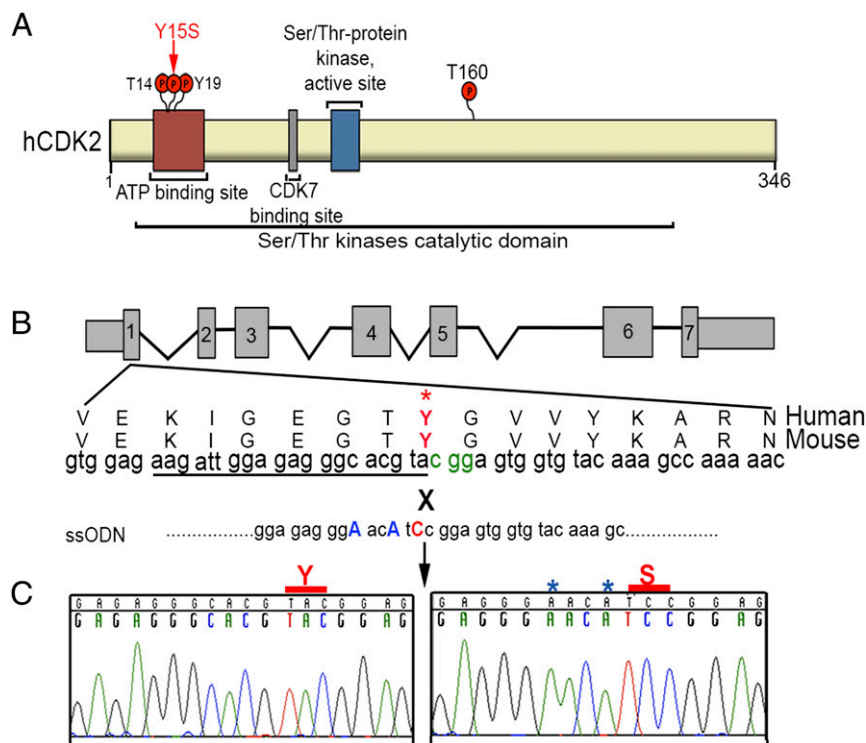 A
Y15S
Ser/Thr-protein
kinase,
active site
T14 P P P Y19
T160
P
hCDK2
1
346
ATP binding site
CDK7
binding site
Ser/Thr kinases catalytic domain
B
1 2 3 4 5 6 7
*
V E K I G E G T Y G V V Y K A R N Human
V E K I G E G T Y G V V Y K A R N Mouse
gtg gag aag att gga gag ggc acg tac gga gtg gtg tac aaa gcc aaa aac
X
ssODN ................gga gag ggA acA tCc gga gtg gtg tac aaa gc..................
C
Y
G A G A G G G C A C G T A C G G A G
G A G A G G G C A C G T A C G G A G
* * S
G A G G G A A C A T C C G G A G
G A G G G A A C A T C C G G A G